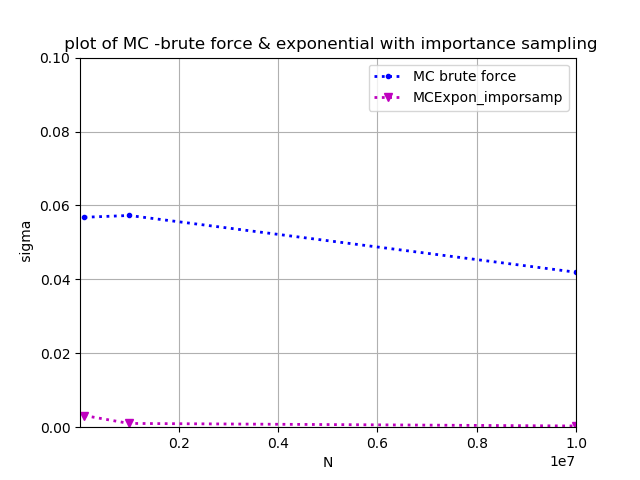 plot of MC -brute force & exponential with importance sampling
MC brute force
MCExpon_imporsamp
0.10
0.08
0.06
0.04
0.02
0.00
sigma
0.2
0.4
0.6
0.8
1.0
1e7
N